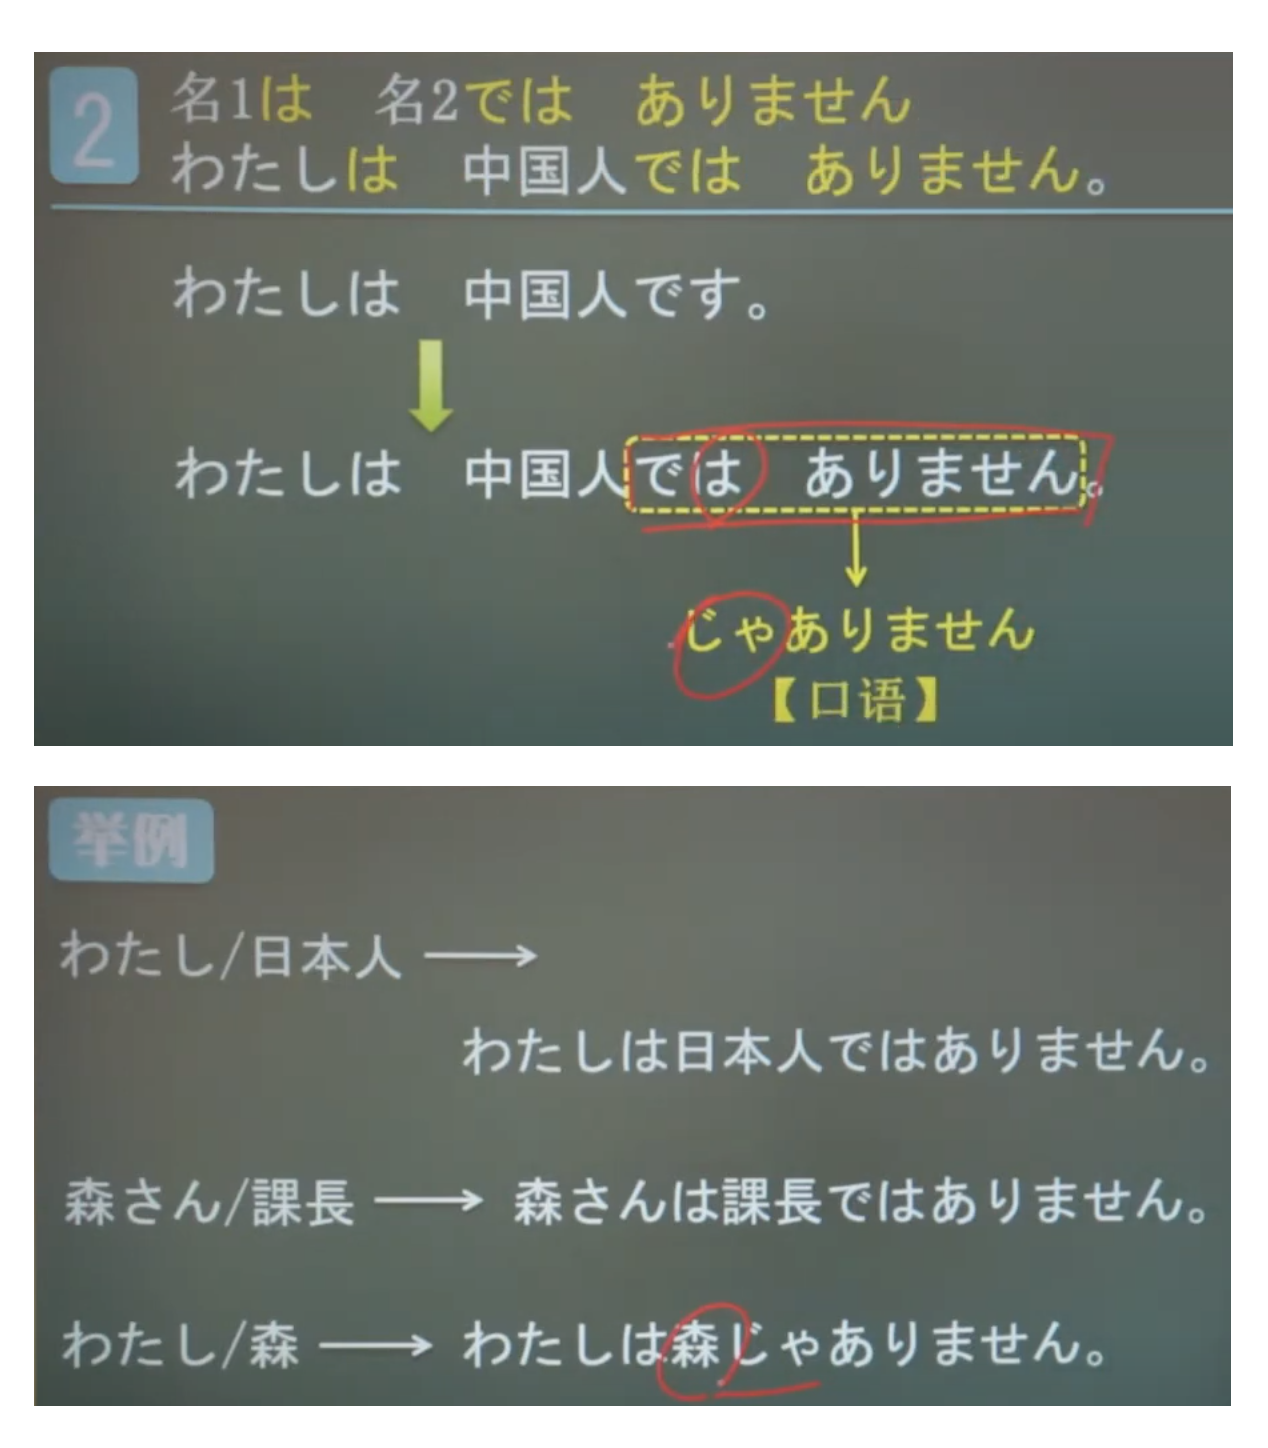 2
名1は　名2では　ありません
わたしは　中国人では　ありません。
わたしは　中国人です。
わたしは　中国人では　ありません。
じゃありません
【口语】
举例
わたし/日本人
わたしは日本人ではありません。
森さん/課長 → 森さんは課長ではありません。
わたし/森 → わたしは森じゃありません。